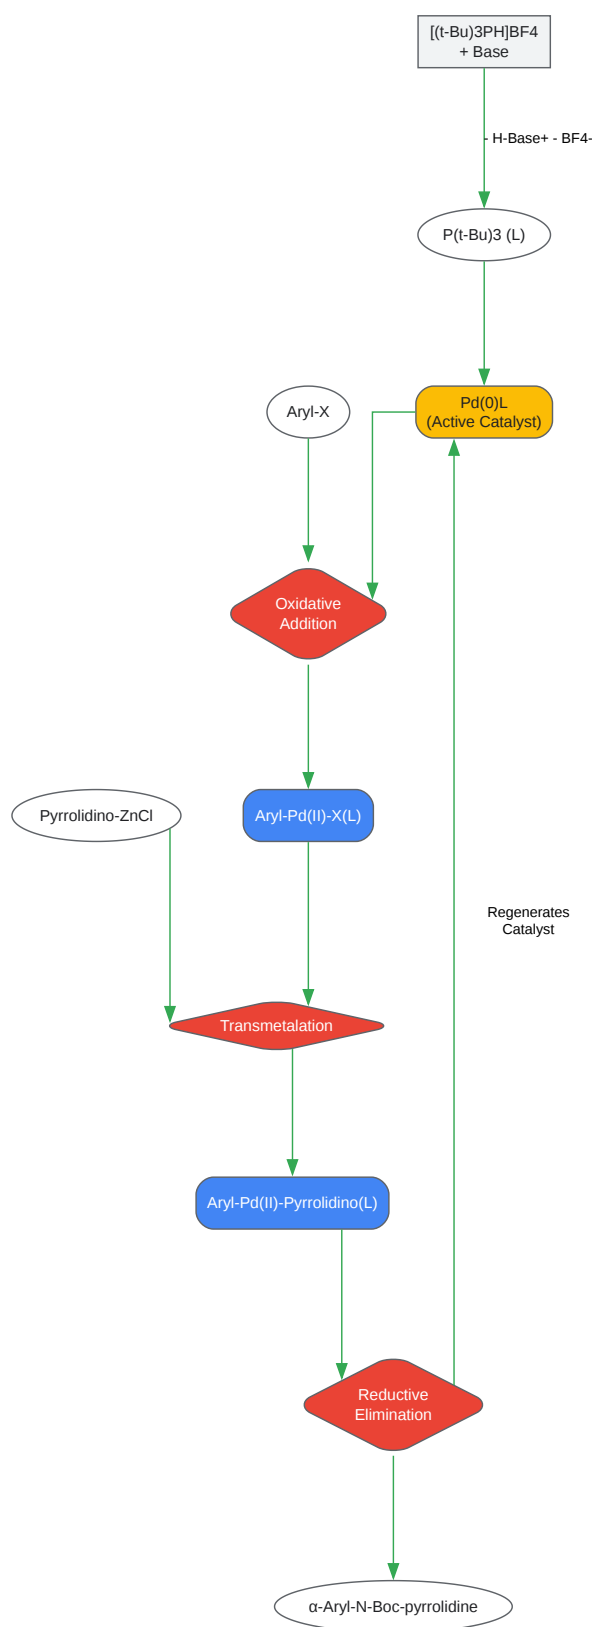 [(t-Bu)3PH]BF4
+ Base
- H-Base+ - BF4-
P(t-Bu)3 (L)
Aryl-X
Pd(0)L
(Active Catalyst)
Oxidative
Addition
Pyrrolidino-ZnCl
Aryl-Pd(II)-X(L)
Regenerates
Catalyst
Transmetalation
Aryl-Pd(II)-Pyrrolidino(L)
Reductive
Elimination
α-Aryl-N-Boc-pyrrolidine